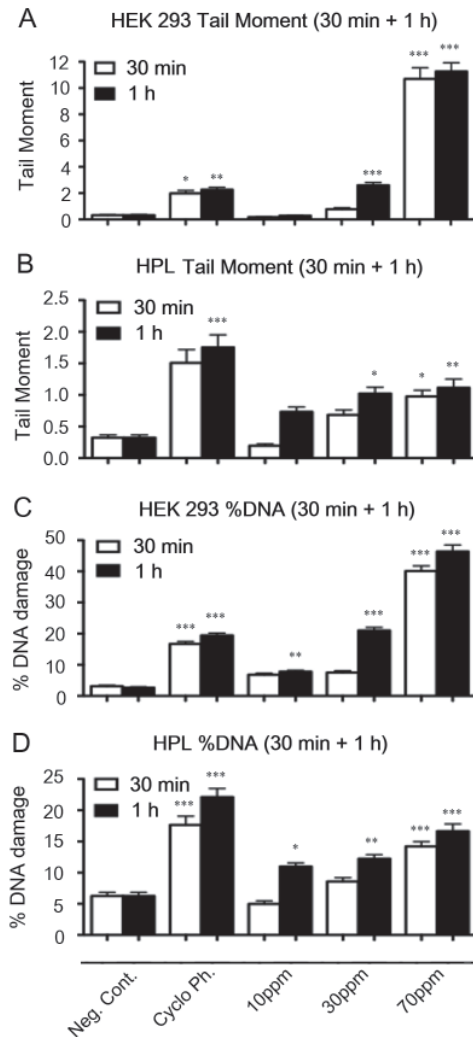 A
HEK 293 Tail Moment (30 min + 1 h)
30 min
1 h
Tail Moment
12
10
8
6
4
2
0
*
**
***
***
***
B
HPL Tail Moment (30 min + 1 h)
30 min
1 h
Tail Moment
2.5
2.0
1.5
1.0
0.5
0.0
***
*
*
**
C
HEK 293 %DNA (30 min + 1 h)
30 min
1 h
% DNA damage
50
40
30
20
10
0
***
***
**
***
***
***
D
HPL %DNA (30 min + 1 h)
30 min
1 h
% DNA damage
25
20
15
10
5
0
***
***
*
**
***
***
Neg. Cont.
Cyclo Ph.
10ppm
30ppm
70ppm